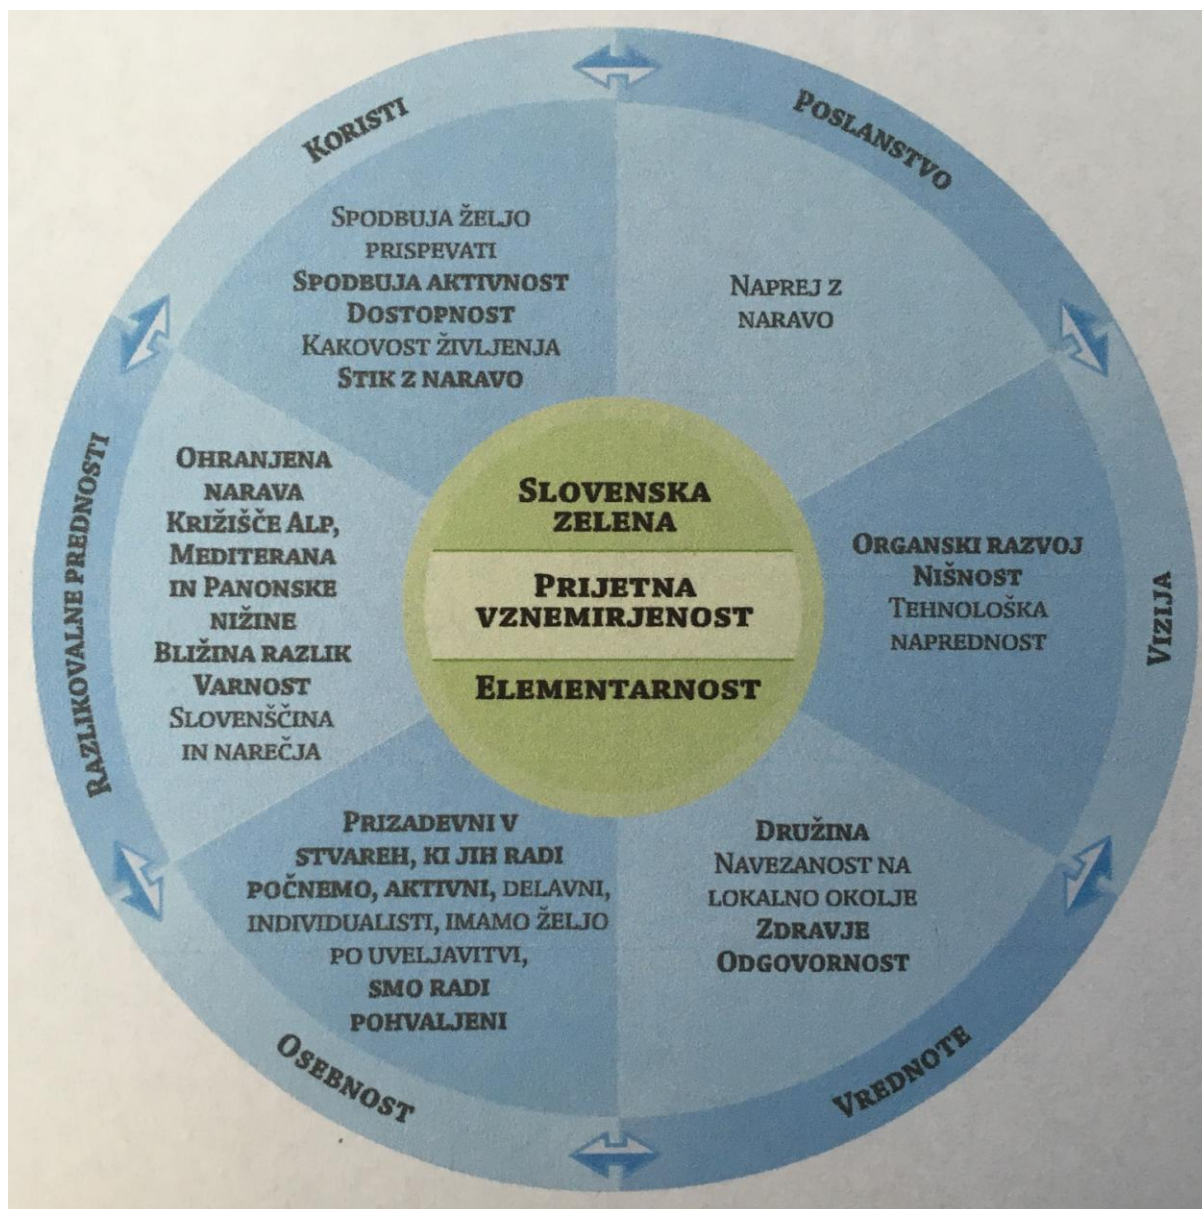 KORISTI
SPODBUJA ŽELJO
PRISPEVATI
SPODBUJA AKTIVNOST
DOSTOPNOST
KAKOVOST ŽIVLJENJA
STIK Z NARAVO
POSLANSTVO
NAPREJ Z
NARAVO
VIZIJA
ORGANSKI RAZVOJ
NIŠNOST
TEHNOLOŠKA
NAPREDNOST
VREDNOTE
DRUŽINA
NAVEZANOST NA
LOKALNO OKOLJE
ZDRAVJE
ODGOVORNOST
OSEBNOST
PRIZADEVNI V
STVAREH, KI JIH RADI
POČNEMO, AKTIVNI, DELAVNI,
INDIVIDUALISTI, IMAMO ŽELJO
PO UVELJAVITVI,
SMO RADI
POHVALJENI
RAZLIKOVALNE PREDNOSTI
OHRANJENA
NARAVA
KRIŽIŠČE ALP,
MEDITERANA
IN PANONSKE
NIŽINE
BLIŽINA RAZLIK
VARNOST
SLOVENŠČINA
IN NAREČJA
SLOVENSKA
ZELENA
PRIJETNA
VZNEMIRJENOST
ELEMENTARNOST